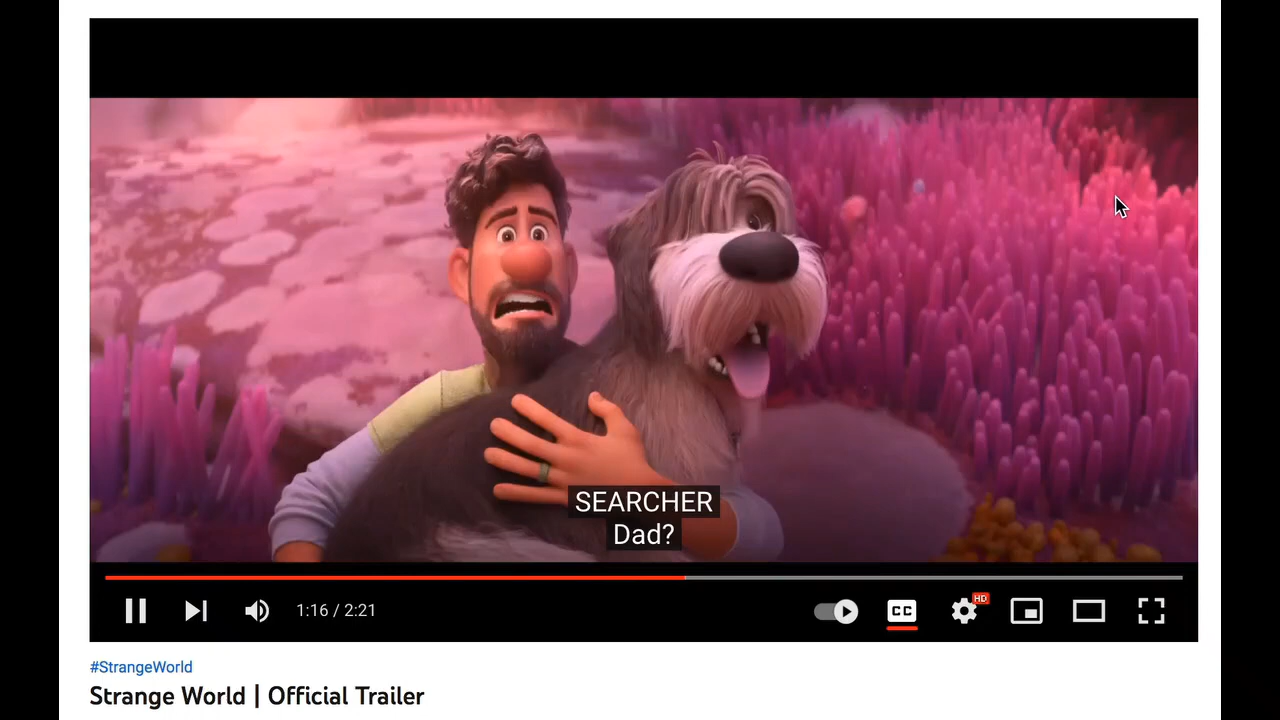 SEARCHER
Dad?
1:16 / 2:21
CC
HD
#StrangeWorld
Strange World | Official Trailer